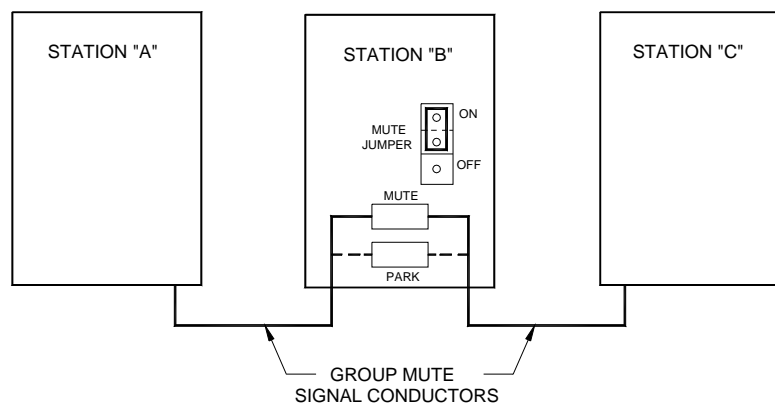 STATION "A"
STATION "B"
STATION "C"
ON
MUTE
JUMPER
OFF
MUTE
PARK
GROUP MUTE
SIGNAL CONDUCTORS